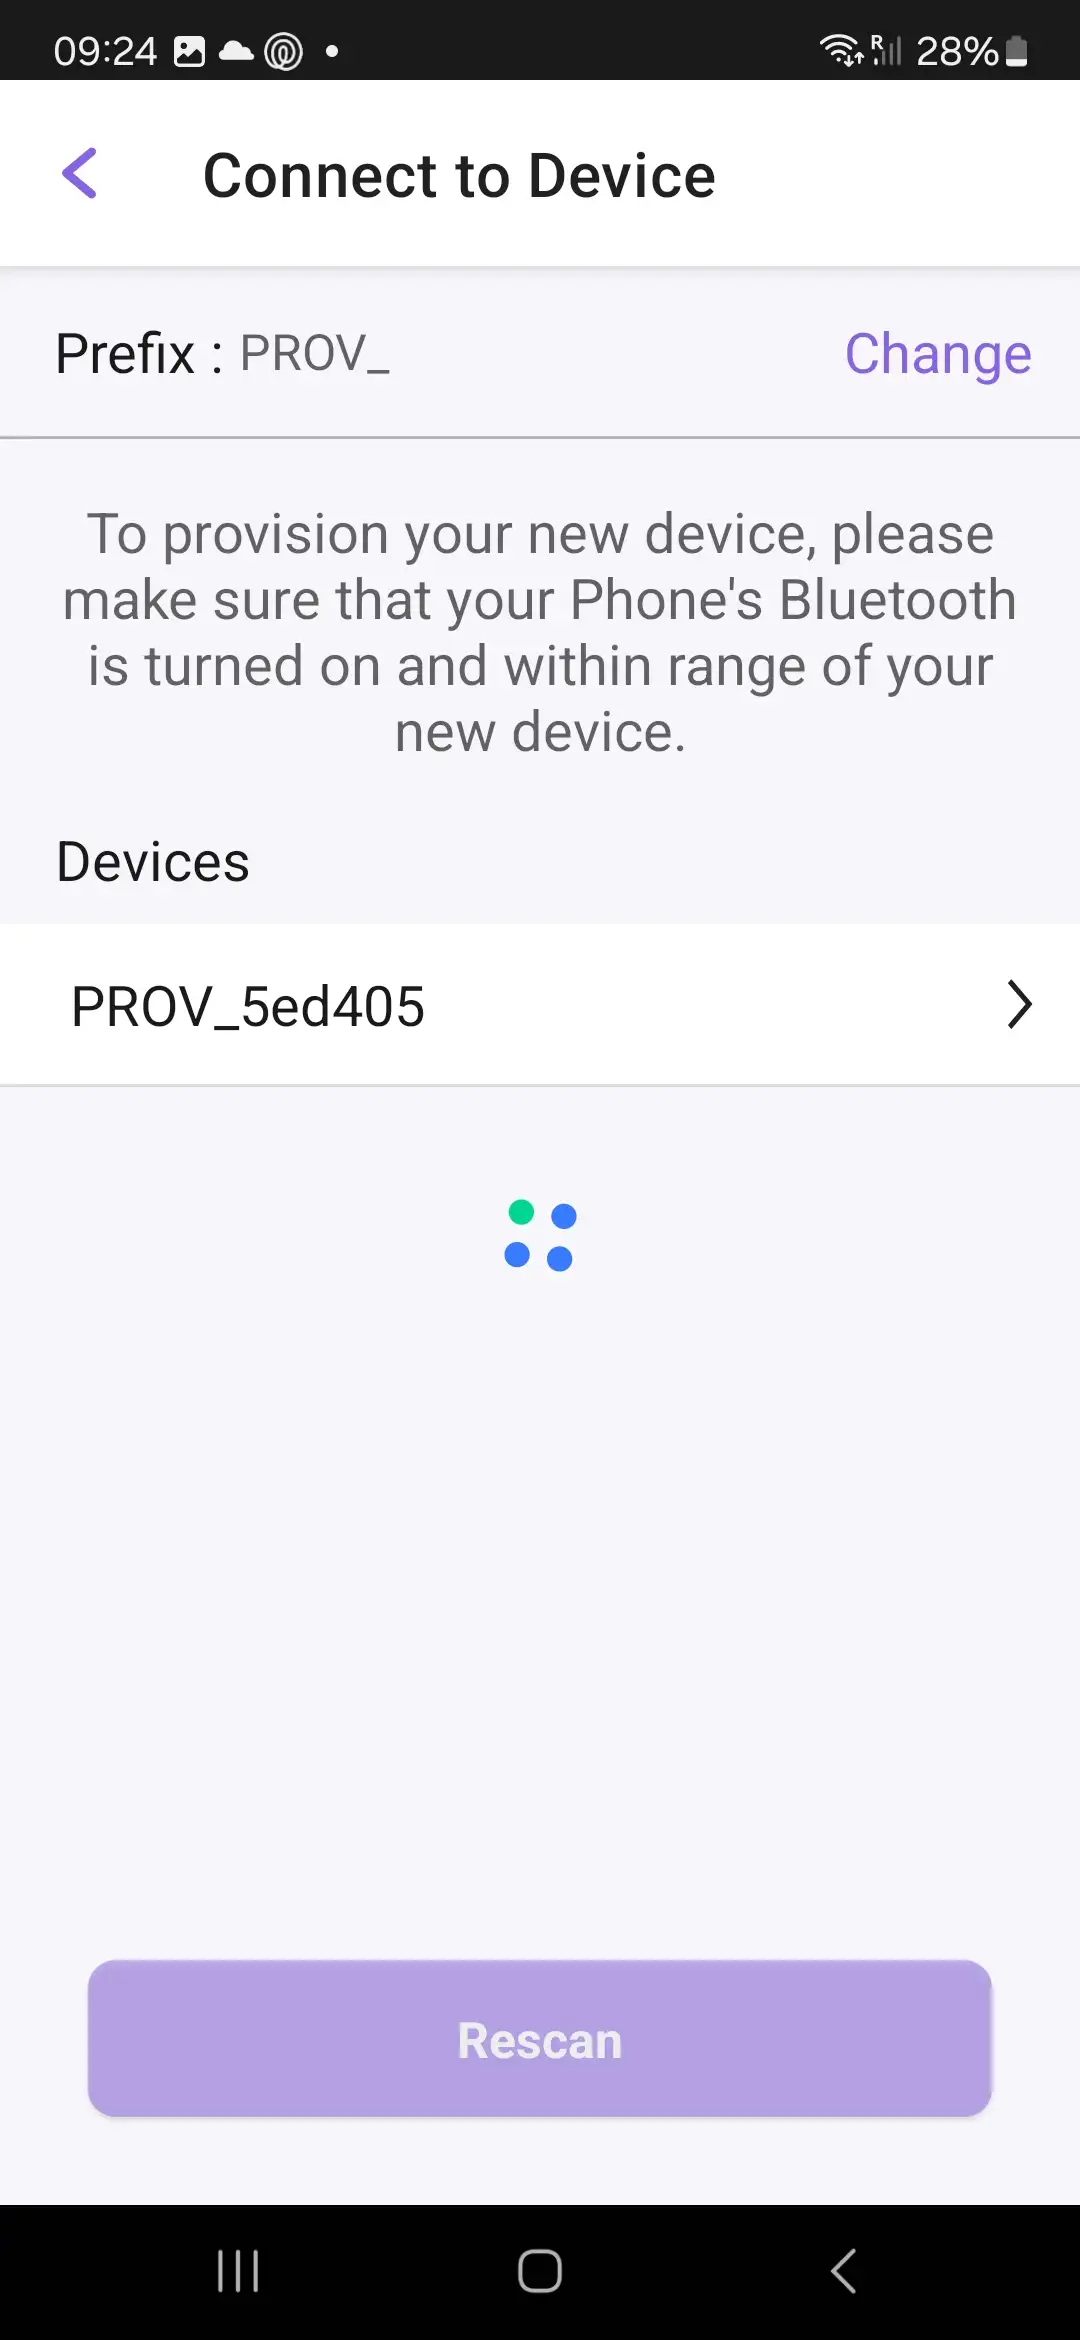 09:24
R 28%
Connect to Device
Prefix : PROV_
Change
To provision your new device, please
make sure that your Phone's Bluetooth
is turned on and within range of your
new device.
Devices
PROV_5ed405
Rescan